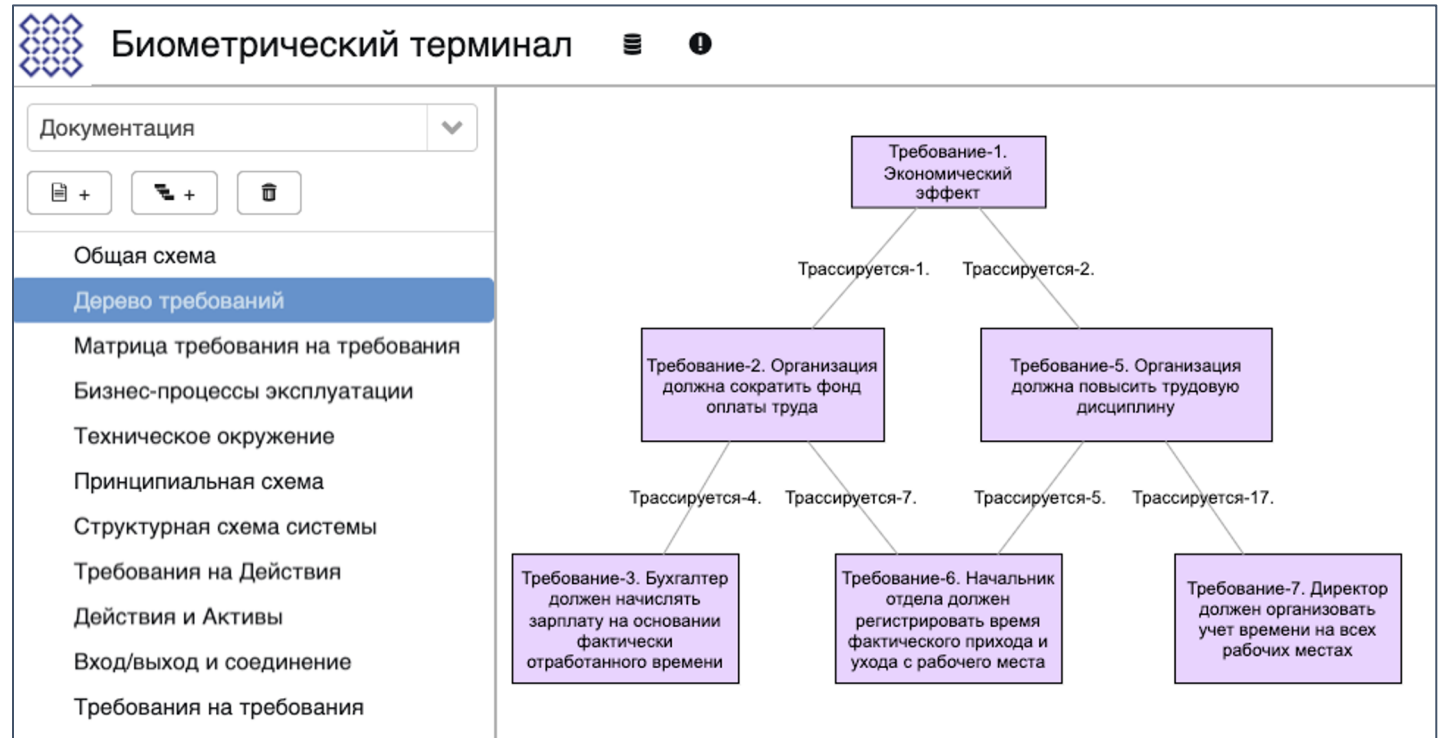 Биометрический терминал
Документация
+
+
Общая схема
Дерево требований
Матрица требования на требования
Бизнес-процессы эксплуатации
Техническое окружение
Принципиальная схема
Структурная схема системы
Требования на Действия
Действия и Активы
Вход/выход и соединение
Требования на требования
Требование-1.
Экономический
эффект
Трассируется-1.
Трассируется-2.
Требование-2. Организация
должна сократить фонд
оплаты труда
Требование-5. Организация
должна повысить трудовую
дисциплину
Трассируется-4.
Трассируется-7.
Трассируется-5.
Трассируется-17.
Требование-3. Бухгалтер
должен начислять
зарплату на основании
фактически
отработанного времени
Требование-6. Начальник
отдела должен
регистрировать время
фактического прихода и
ухода с рабочего места
Требование-7. Директор
должен организовать
учет времени на всех
рабочих местах